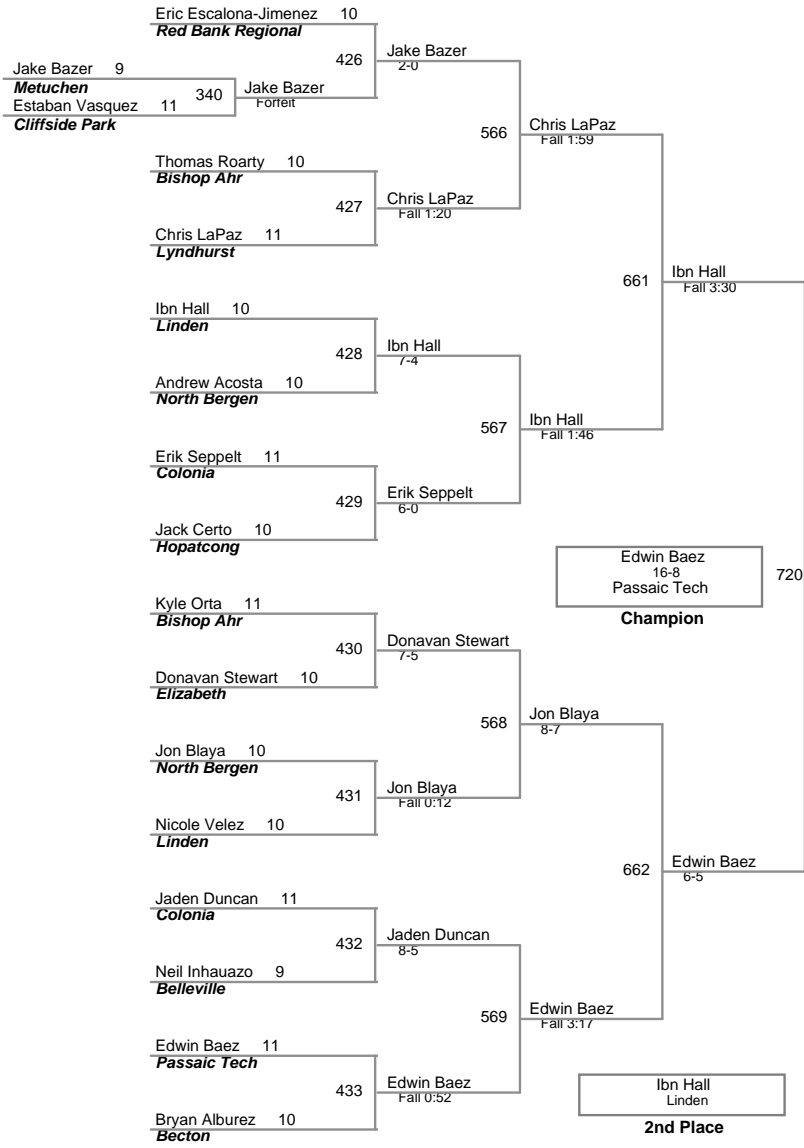 Eric Escalona-Jimenez 10
Red Bank Regional
426
Jake Bazer
2-0
Jake Bazer 9
Metuchen
340
Jake Bazer
Forfeit
Estaban Vasquez 11
Cliffside Park
566
Chris LaPaz
Fall 1:59
Thomas Roarty 10
Bishop Ahr
427
Chris LaPaz
Fall 1:20
Chris LaPaz 11
Lyndhurst
661
Ibn Hall
Fall 3:30
Ibn Hall 10
Linden
428
Ibn Hall
7-4
Andrew Acosta 10
North Bergen
567
Ibn Hall
Fall 1:46
Erik Seppelt 11
Colonia
429
Erik Seppelt
6-0
Jack Certo 10
Hopatcong
Edwin Baez
16-8
Passaic Tech
720
Champion
Kyle Orta 11
Bishop Ahr
430
Donavan Stewart
7-5
Donavan Stewart 10
Elizabeth
568
Jon Blaya
8-7
Jon Blaya 10
North Bergen
431
Jon Blaya
Fall 0:12
Nicole Velez 10
Linden
662
Edwin Baez
6-5
Jaden Duncan 11
Colonia
432
Jaden Duncan
8-5
Neil Inhauazo 9
Belleville
569
Edwin Baez
Fall 3:17
Edwin Baez 11
Passaic Tech
433
Edwin Baez
Fall 0:52
Bryan Alburez 10
Becton
Ibn Hall
Linden
2nd Place